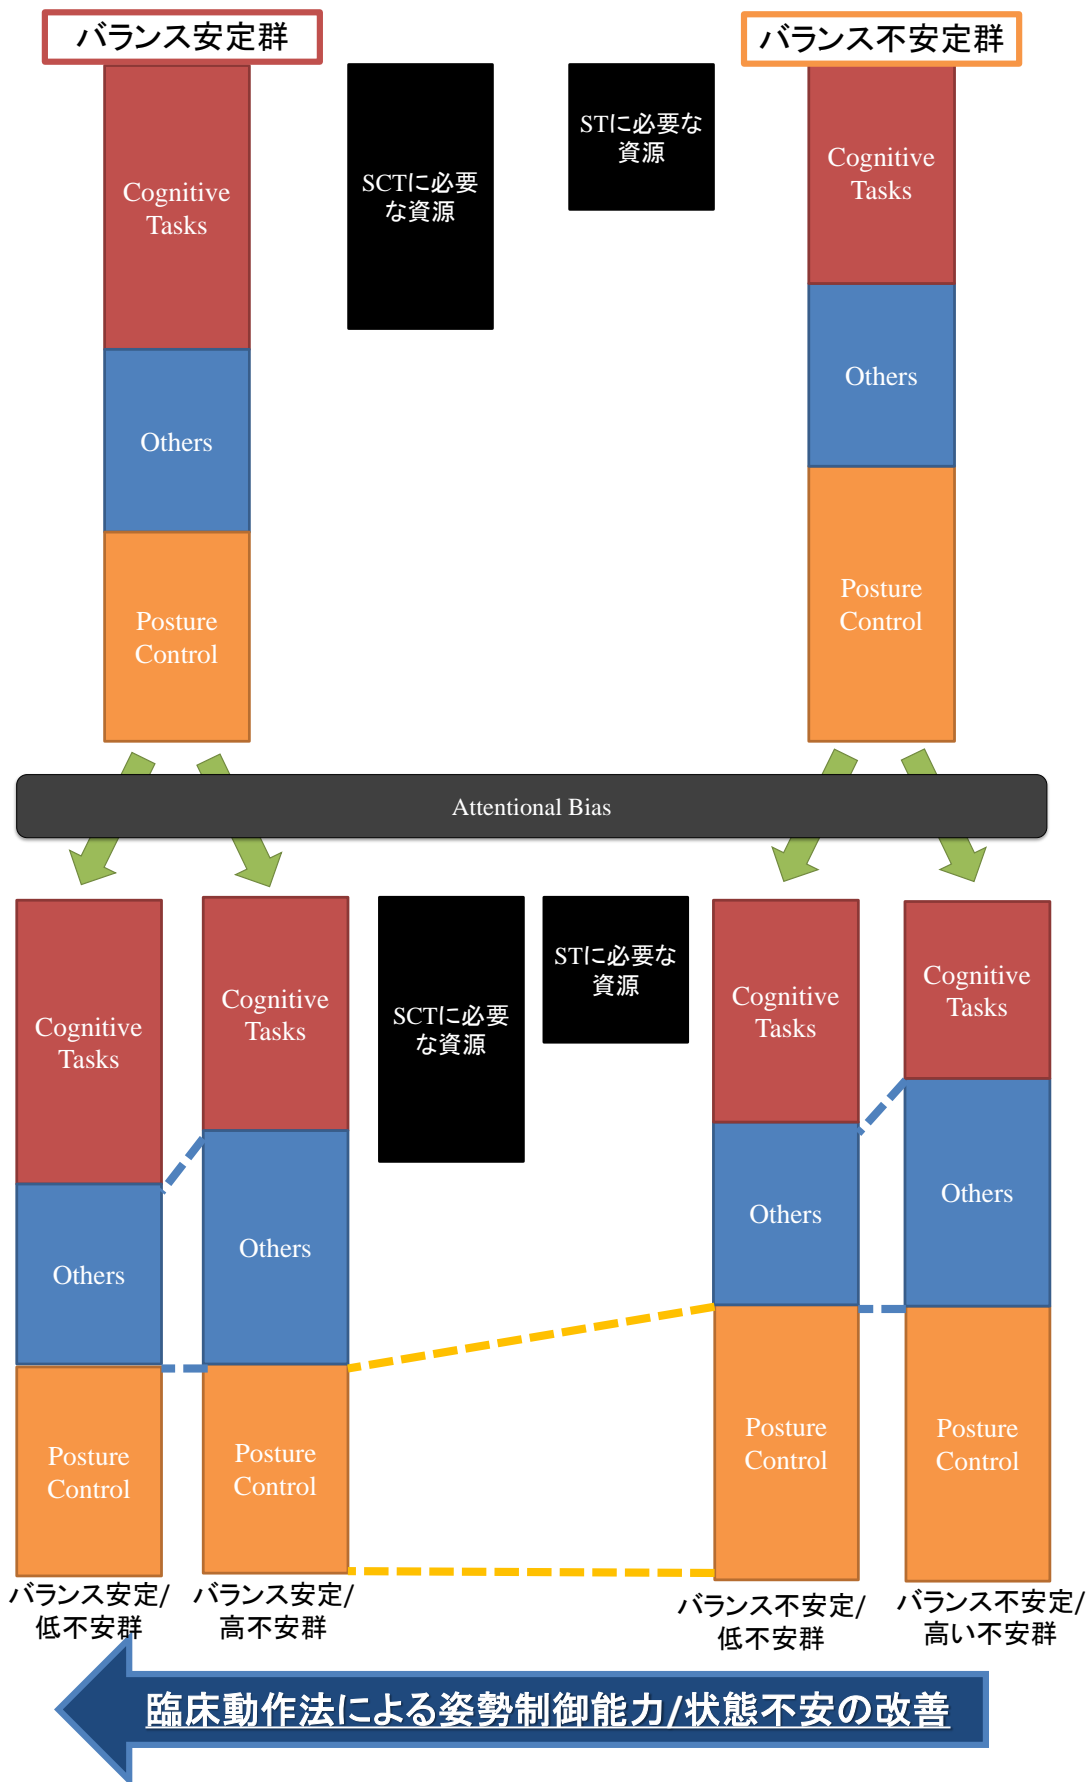 バランス安定群
バランス不安定群
Cognitive
Tasks
SCTに必要
な資源
STに必要な
資源
Cognitive
Tasks
Others
Others
Posture
Control
Posture
Control
Attentional Bias
Cognitive
Tasks
Cognitive
Tasks
SCTに必要
な資源
STに必要な
資源
Cognitive
Tasks
Cognitive
Tasks
Others
Others
Others
Others
Posture
Control
Posture
Control
Posture
Control
Posture
Control
バランス安定/
低不安群
バランス安定/
高不安群
バランス不安定/
低不安群
バランス不安定/
高い不安群
臨床動作法による姿勢制御能力/状態不安の改善